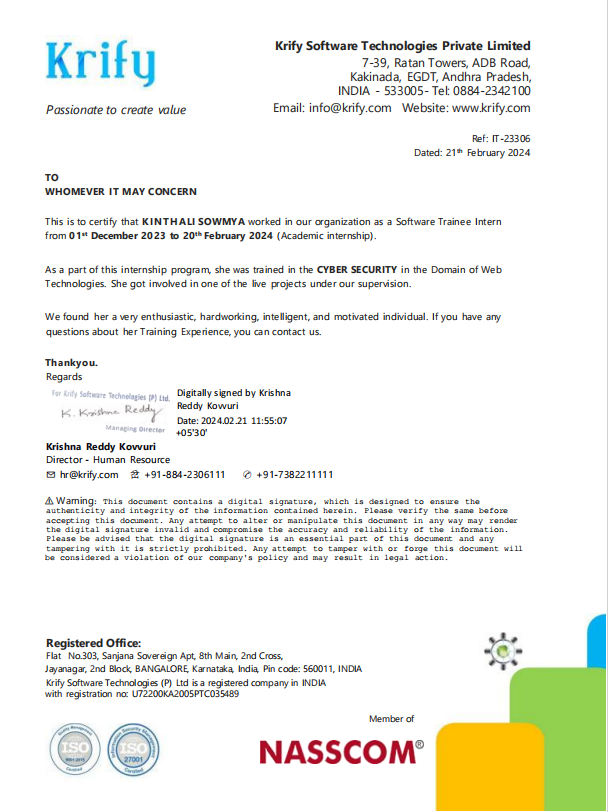 Krify
Passionate to create value
Krify Software Technologies Private Limited
7-39, Ratan Towers, ADB Road,
Kakinada, EGDT, Andhra Pradesh,
INDIA - 533005- Tel: 0884-2342100
Email: info@krify.com Website: www.krify.com
Ref: IT-23306
Dated: 21st February 2024
TO
WHOMEVER IT MAY CONCERN
This is to certify that KINTHALI SOWMYA worked in our organization as a Software Trainee Intern
from 01st December 2023 to 20th February 2024 (Academic internship).
As a part of this internship program, she was trained in the CYBER SECURITY in the Domain of Web
Technologies. She got involved in one of the live projects under our supervision.
We found her a very enthusiastic, hardworking, intelligent, and motivated individual. If you have any
questions about her Training Experience, you can contact us.
Thankyou.
Regards
For Krify Software Technologies (P) Ltd.
K. Krishna Reddy
Managing Director
Digitally signed by Krishna
Reddy Kovvuri
Date: 2024.02.21 11:55:07
+05'30'
Krishna Reddy Kovvuri
Director - Human Resource
hr@krify.com +91-884-2306111 +91-7382211111
⚠ Warning: This document contains a digital signature, which is designed to ensure the
authenticity and integrity of the information contained herein. Please verify the same before
accepting this document. Any attempt to alter or manipulate this document in any way may render
the digital signature invalid and compromise the accuracy and reliability of the information.
Please be advised that the digital signature is an essential part of this document and any
tampering with it is strictly prohibited. Any attempt to tamper with or forge this document will
be considered a violation of our company's policy and may result in legal action.
Registered Office:
Flat No.303, Sanjana Sovereign Apt, 8th Main, 2nd Cross,
Jayanagar, 2nd Block, BANGALORE, Karnataka, India, Pin code: 560011, INDIA
Krify Software Technologies (P) Ltd is a registered company in INDIA
with registration no: U72200KA2005PTC035489
Member of
NASSCOM®
Quality Management
ISO
9001:2015
Certified
Information Security Management
ISO
27001
Certified